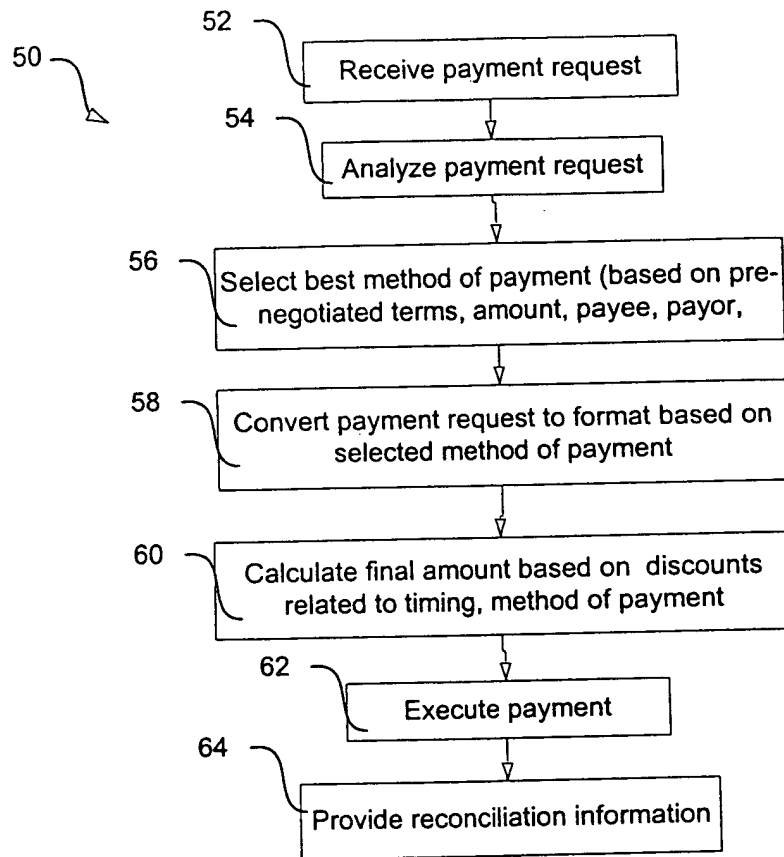 52
Receive payment request
50
54
Analyze payment request
56
Select best method of payment (based on pre-
negotiated terms, amount, payee, payor,
58
Convert payment request to format based on
selected method of payment
60
Calculate final amount based on discounts
related to timing, method of payment
62
Execute payment
64
Provide reconciliation information